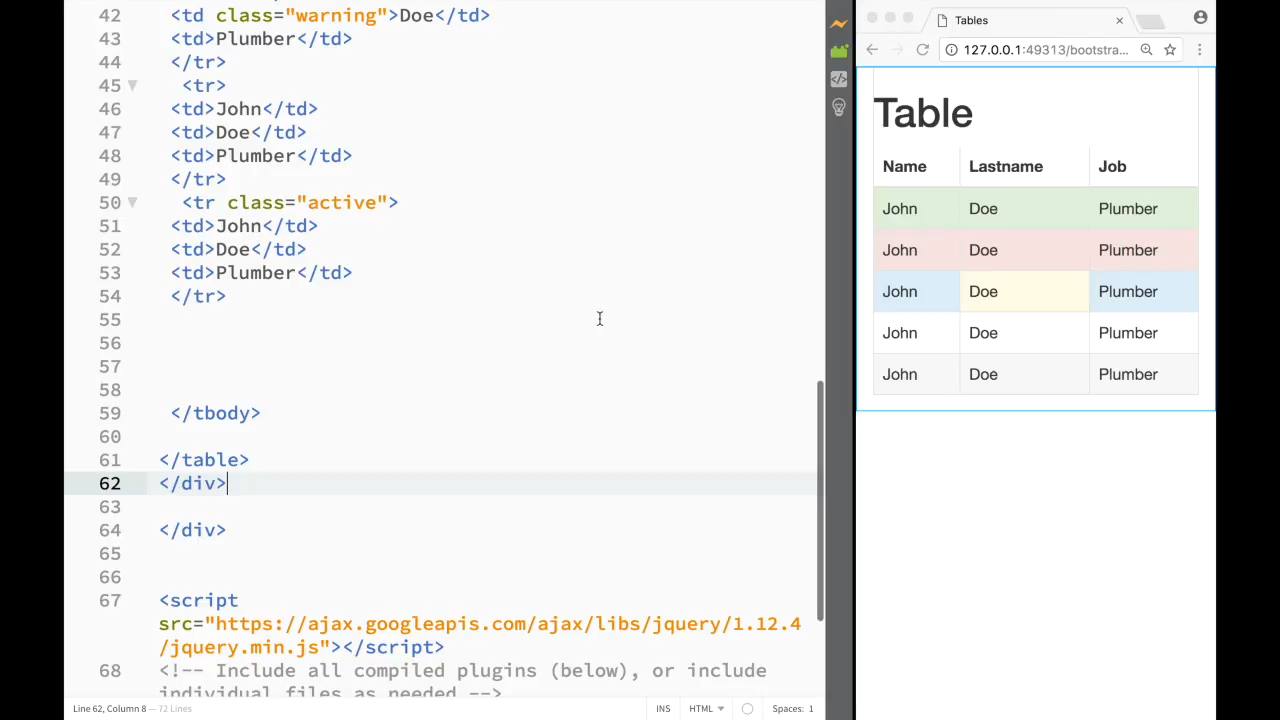 42 <td class="warning">Doe</td>
43 <td>Plumber</td>
44 </tr>
45 <tr>
46 <td>John</td>
47 <td>Doe</td>
48 <td>Plumber</td>
49 </tr>
50 <tr class="active">
51 <td>John</td>
52 <td>Doe</td>
53 <td>Plumber</td>
54 </tr>
55
56
57
58
59 </tbody>
60
61 </table>
62 </div>
63
64 </div>
65
66
67 <script
src="https://ajax.googleapis.com/ajax/libs/jquery/1.12.4
/jquery.min.js"></script>
68 <!-- Include all compiled plugins (below), or include
individual files as needed -->
Line 62, Column 8 — 72 Lines
INS HTML Spaces: 1
Tables
127.0.0.1:49313/bootstra...
Table
Name Lastname Job
John Doe Plumber
John Doe Plumber
John Doe Plumber
John Doe Plumber
John Doe Plumber